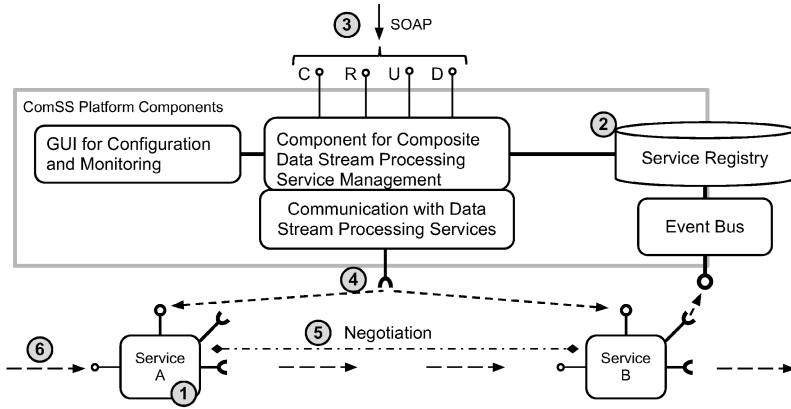 3 SOAP
C R U D
ComSS Platform Components
GUI for Configuration
and Monitoring
Component for Composite
Data Stream Processing
Service Management
2
Service Registry
Communication with Data
Stream Processing Services
Event Bus
4
5 Negotiation
6
Service
A
1
Service
B